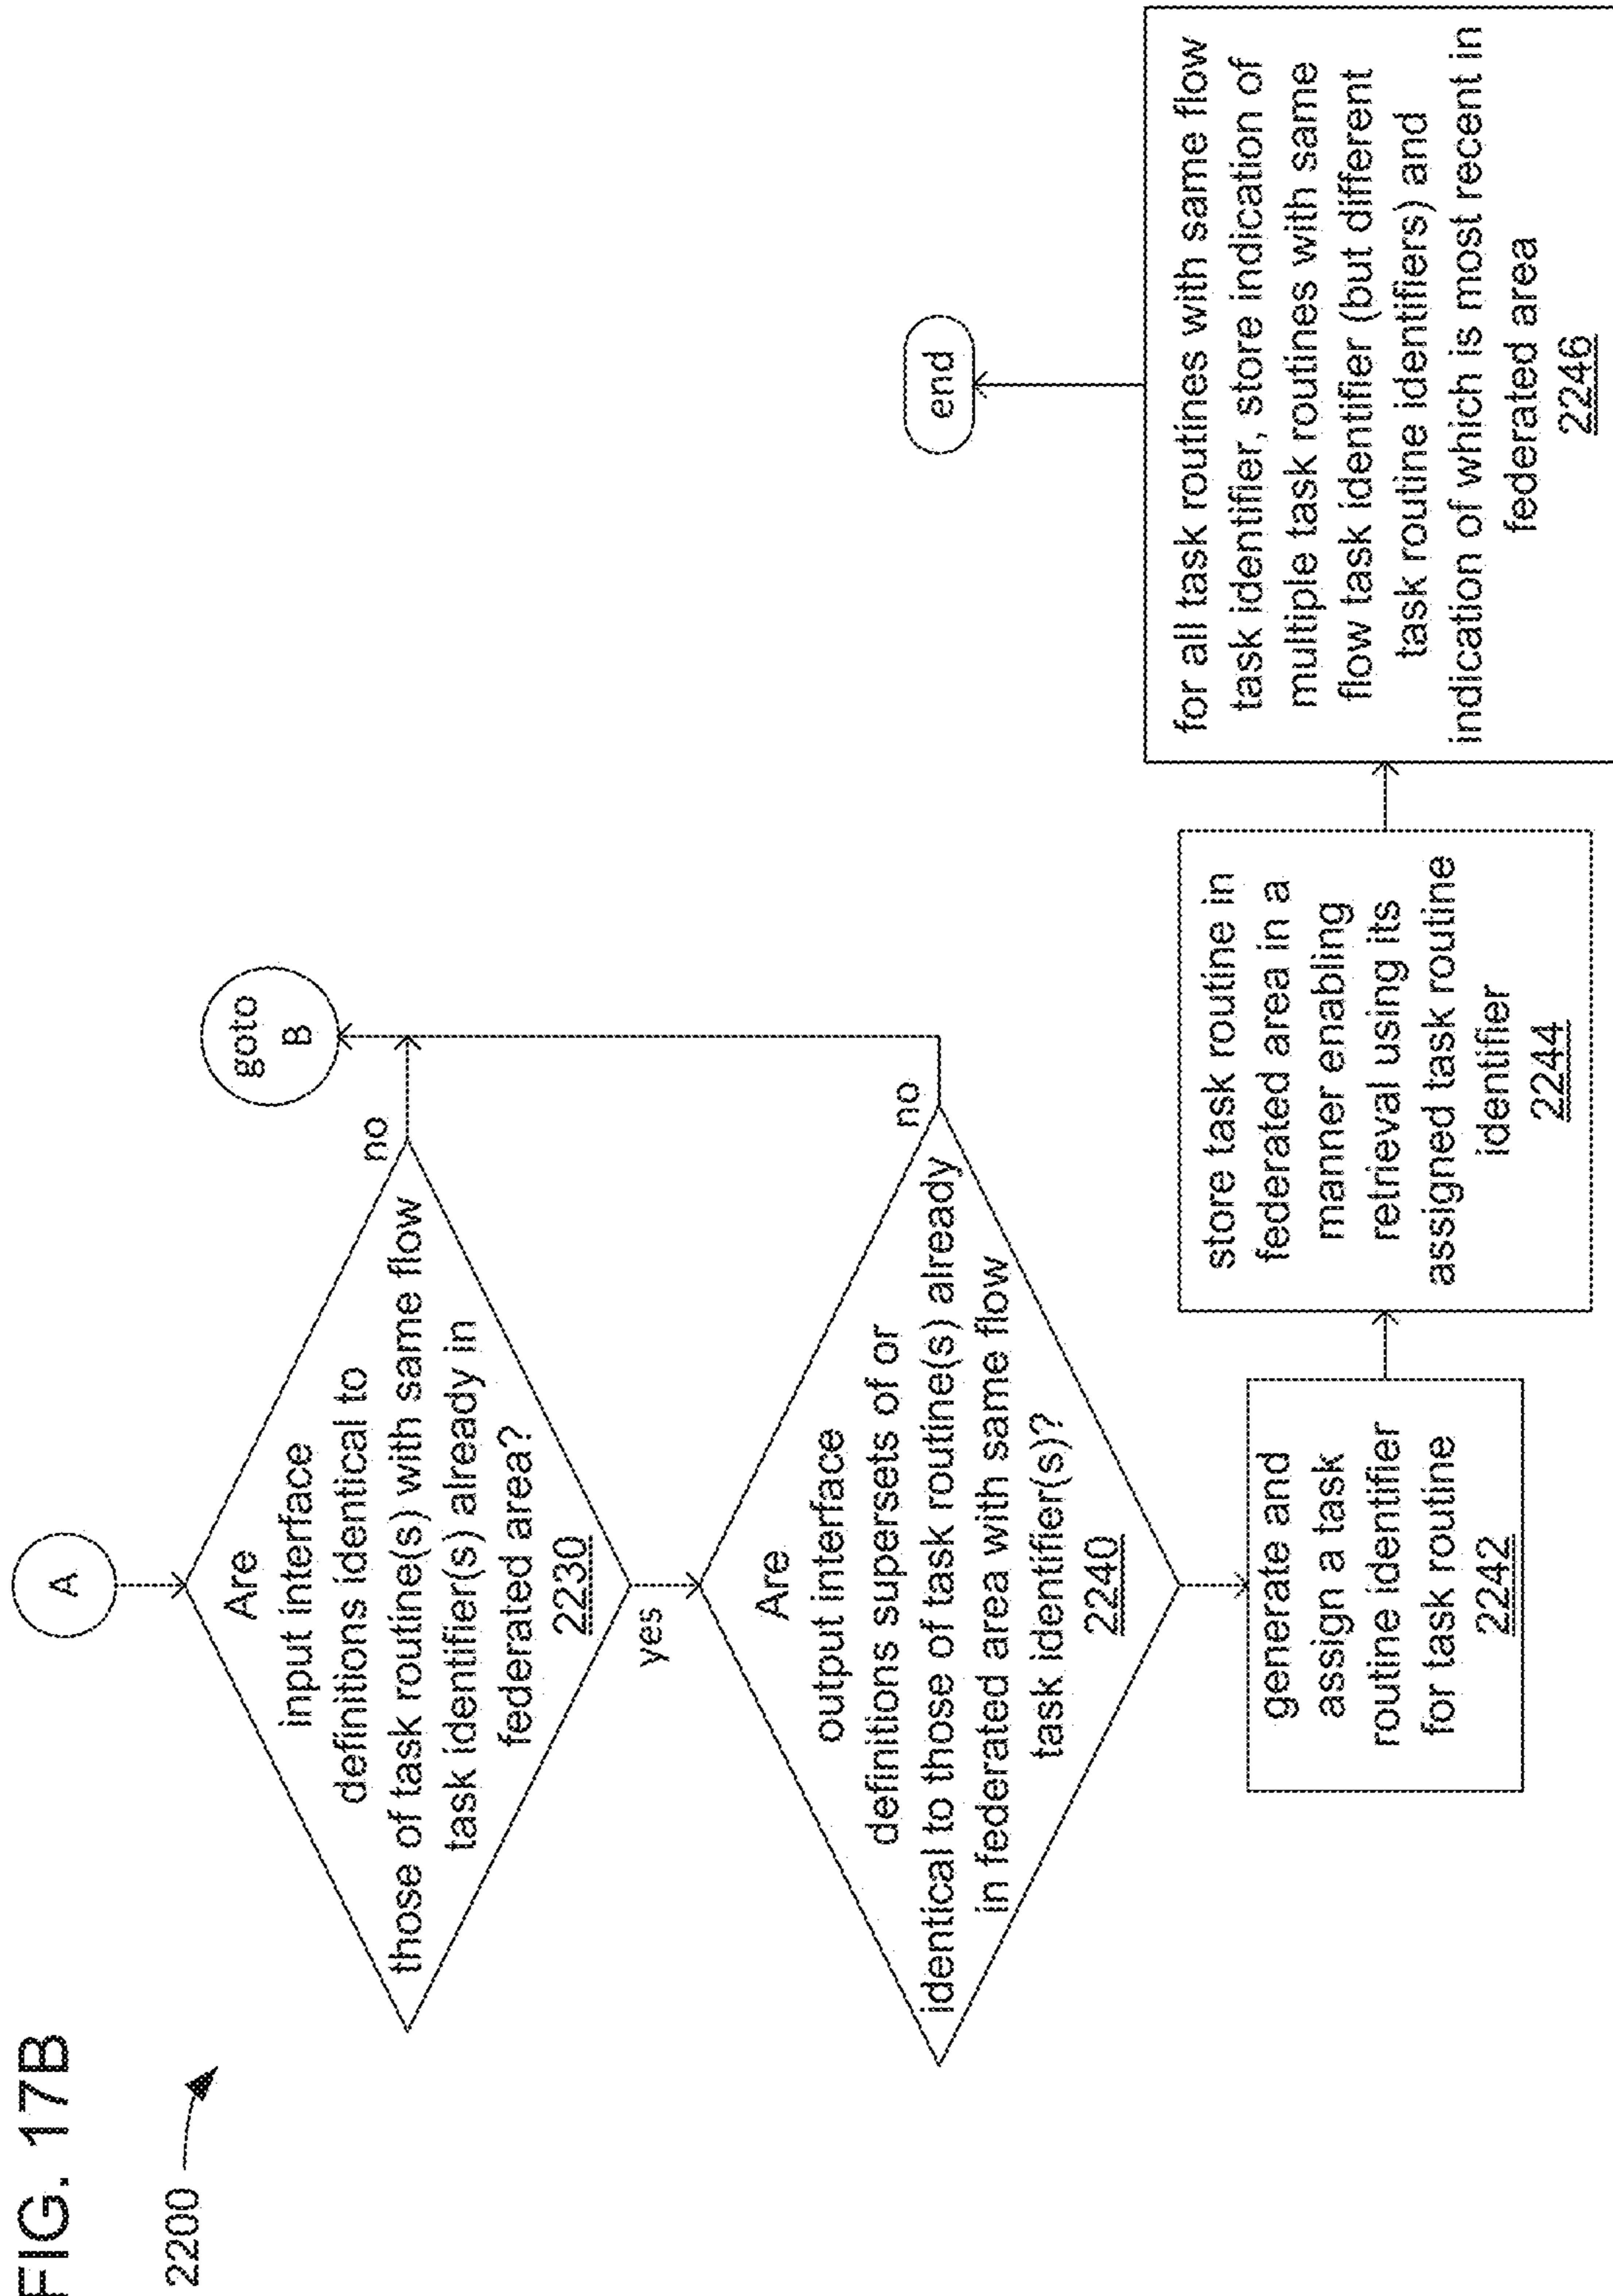 FIG. 17B
2200
A
Are
input interface
definitions identical to
those of task routine(s) with same flow
task identifier(s) already in
federated area?
2230
no
goto
B
yes
Are
output interface
definitions supersets of or
identical to those of task routine(s) already
in federated area with same flow
task identifier(s)?
2240
no
generate and
assign a task
routine identifier
for task routine
2242
store task routine in
federated area in a
manner enabling
retrieval using its
assigned task routine
identifier
2244
for all task routines with same flow
task identifier, store indication of
multiple task routines with same
flow task identifier (but different
task routine identifiers) and
indication of which is most recent in
federated area
2246
end